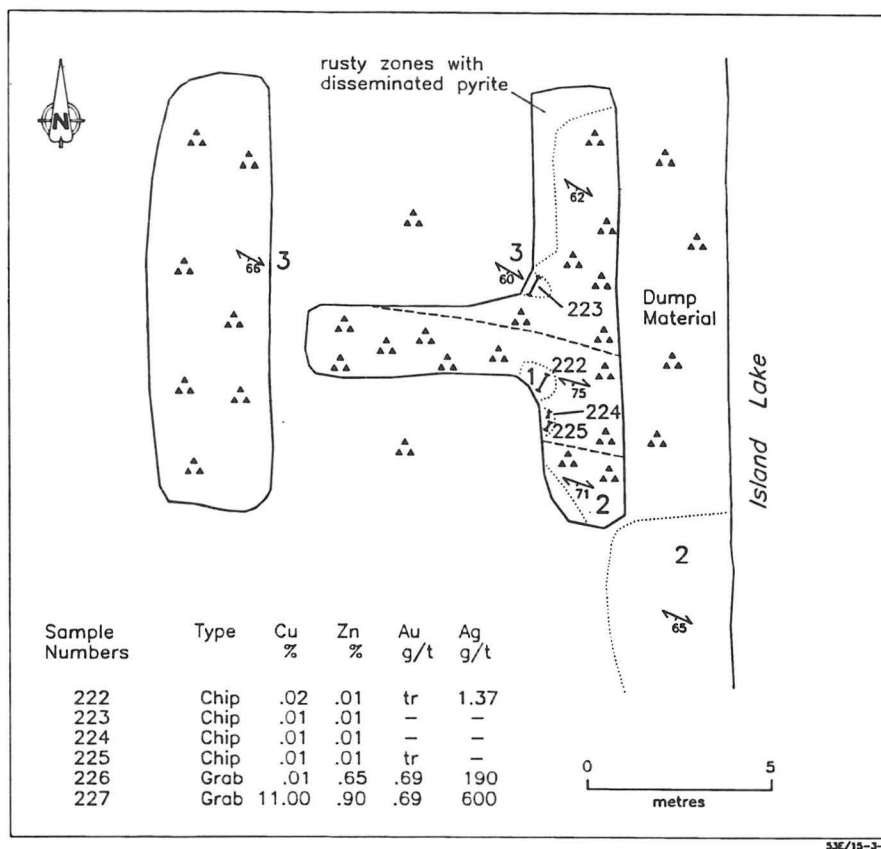 rusty zones with
disseminated pyrite
N
62
3
66
3
60
223
Dump
Material
222
1
75
224
225
71
2
2
65
Island Lake
Sample Numbers Type Cu % Zn % Au g/t Ag g/t
222 Chip .02 .01 tr 1.37
223 Chip .01 .01 – –
224 Chip .01 .01 – –
225 Chip .01 .01 tr –
226 Grab .01 .65 .69 190
227 Grab 11.00 .90 .69 600
0 5
metres
53E/15-3-